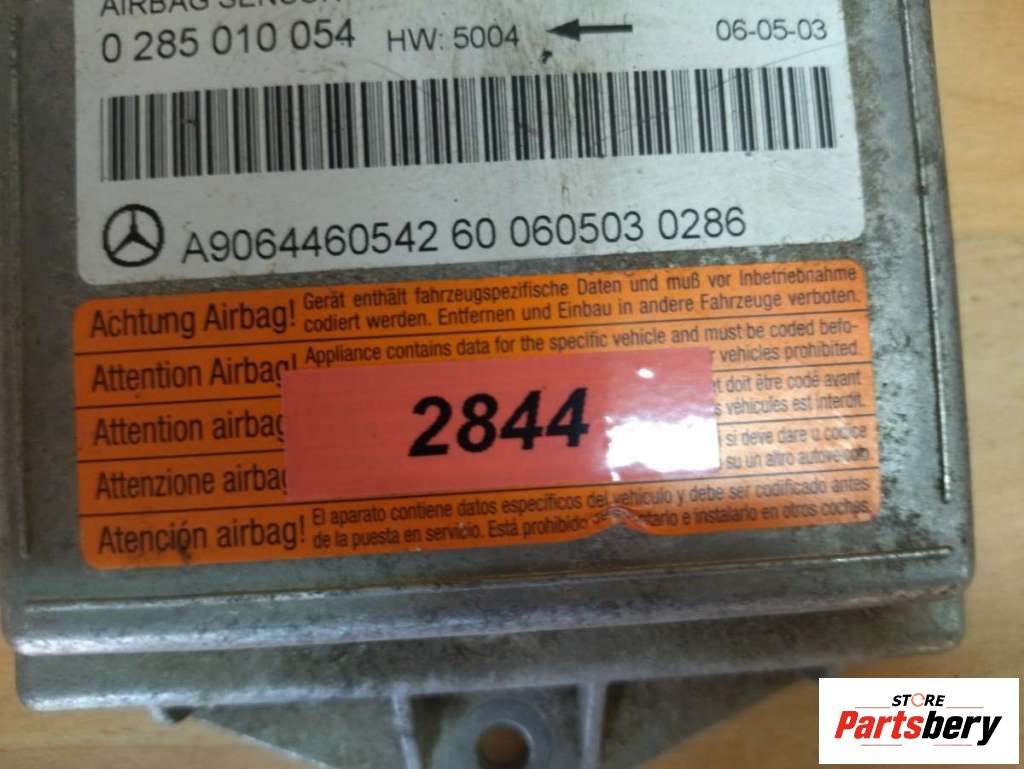 AIRBAG SENSOR
0 285 010 054 HW: 5004 06-05-03
A9064460542 60 060503 0286
Achtung Airbag! Gerät enthält fahrzeugspezifische Daten und muß vor Inbetriebnahme
codiert werden. Entfernen und Einbau in andere Fahrzeuge verboten.
Attention Airbag! Appliance contains data for the specific vehicle and must be coded befo-
r vehicles prohibited.
Attention airbag
et doit être codé avant
s véhicules est interdit.
2844
Attenzione airbag
si deve dare u codice
su un altro autoveicolo
Atención airbag! El aparato contiene datos específicos del vehículo y debe ser codificado antes
de la puesta en servicio. Está prohibido e instalarlo en otros coches
STORE
Partsbery